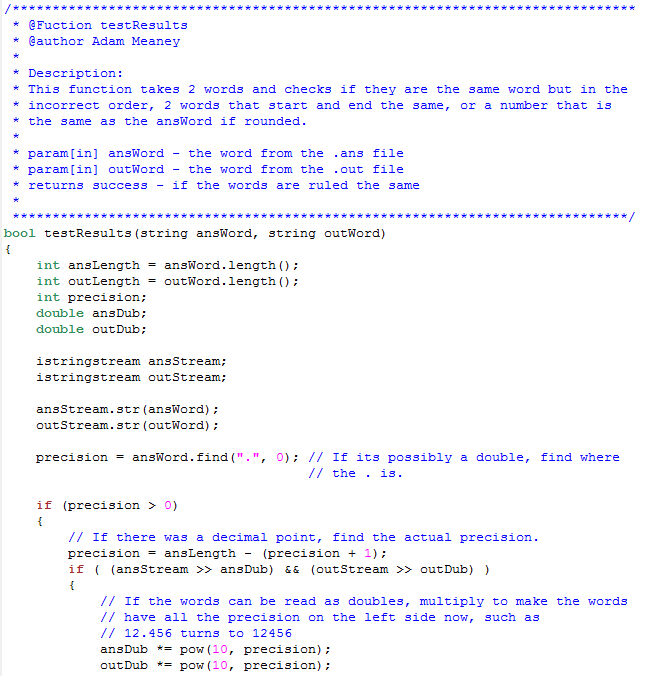 /******************************************************************************
 * @Fuction testResults
 * @author Adam Meaney
 *
 * Description:
 * This function takes 2 words and checks if they are the same word but in the
 * incorrect order, 2 words that start and end the same, or a number that is
 * the same as the ansWord if rounded.
 *
 * param[in] ansWord - the word from the .ans file
 * param[in] outWord - the word from the .out file
 * returns success - if the words are ruled the same
 *
 *****************************************************************************/
bool testResults(string ansWord, string outWord)
{
    int ansLength = ansWord.length();
    int outLength = outWord.length();
    int precision;
    double ansDub;
    double outDub;

    istringstream ansStream;
    istringstream outStream;

    ansStream.str(ansWord);
    outStream.str(outWord);

    precision = ansWord.find(".", 0); // If its possibly a double, find where
                                      // the . is.

    if (precision > 0)
    {
        // If there was a decimal point, find the actual precision.
        precision = ansLength - (precision + 1);
        if ( (ansStream >> ansDub) && (outStream >> outDub) )
        {
            // If the words can be read as doubles, multiply to make the words
            // have all the precision on the left side now, such as
            // 12.456 turns to 12456
            ansDub *= pow(10, precision);
            outDub *= pow(10, precision);